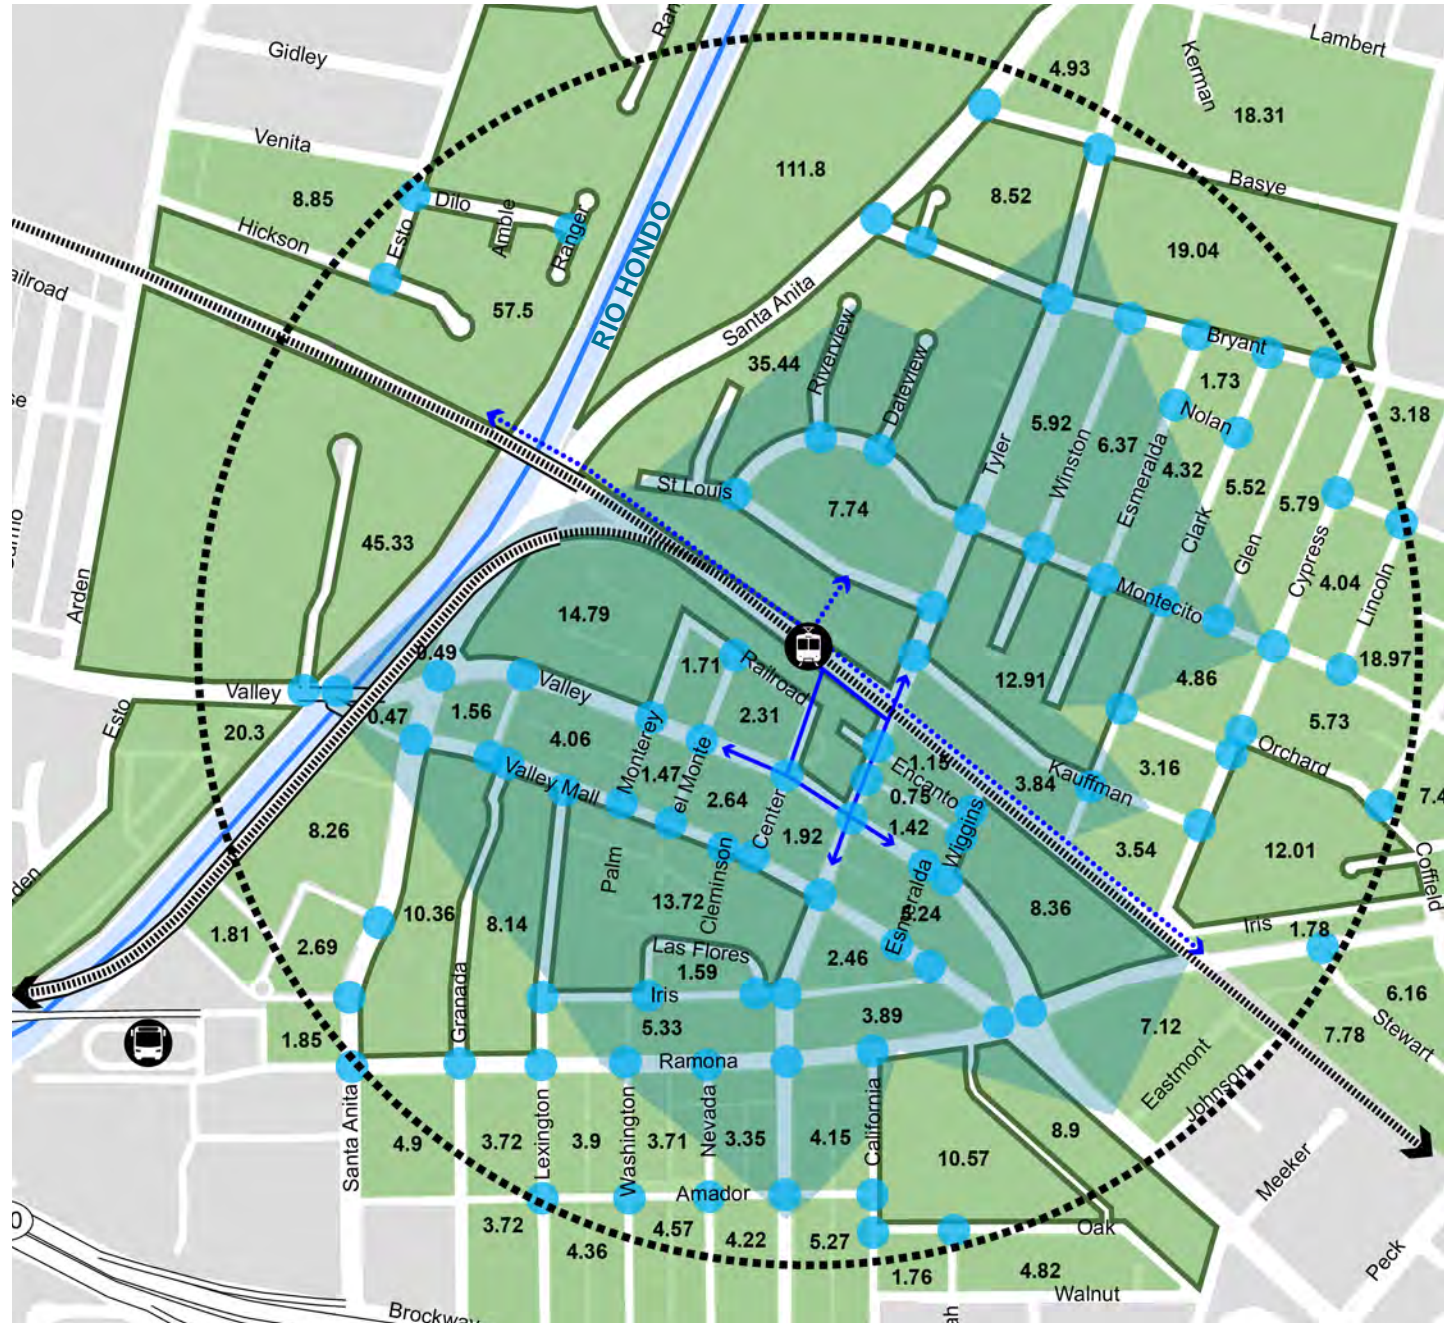 Ran
Lambert
Gidley
4.93
Kerman
18.31
Venita
111.8
8.85
Dilo
8.52
Basye
Amble
Ranger
Esto
Hickson
RIO HONDO
19.04
ailroad
57.5
Santa Anita
Riverview
Bryant
35.44
Daleview
1.73
Nolan
3.18
5.92
6.37
Tyler
Winston
Esmeralda
4.32
5.52
5.79
St Louis
7.74
Clark
Glen
Cypress
45.33
4.04
Lincoln
Arden
14.79
Montecito
0.49
1.71
Railroad
12.91
4.86
18.97
Valley
Valley
Esto
20.3
0.47
1.56
4.06
Monterey
2.31
5.73
Orchard
1.47
el Monte
Valley Mall
1.15
Encanto
0.75
3.84
Kauffman
3.16
2.64
Center
1.92
1.42
Wiggins
3.54
7.4
8.26
Palm
Cleminson
Esmeralda
12.01
Coffield
den
13.72
8.36
10.36
8.14
5.24
1.81
2.69
Las Flores
2.46
Iris
1.78
1.59
Iris
6.16
Granada
5.33
3.89
7.12
7.78
Stewart
1.85
Ramona
Eastmont
Johnson
Santa Anita
4.9
3.72
Lexington
3.9
Washington
3.71
Nevada
3.35
4.15
California
8.9
10.57
Meeker
Amador
3.72
4.57
4.36
4.22
5.27
Oak
Peck
1.76
4.82
Walnut
Brockway
ah